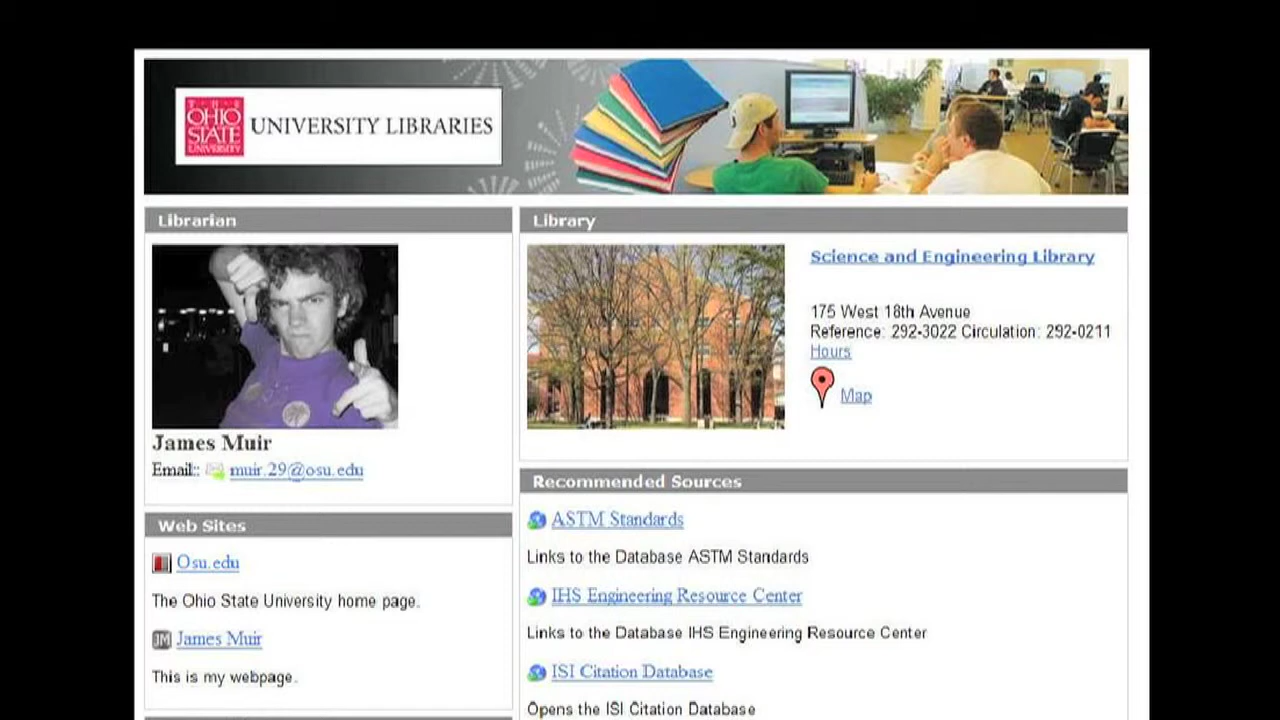 THE
OHIO
STATE
UNIVERSITY
UNIVERSITY LIBRARIES
Librarian
James Muir
Email:: muir.29@osu.edu
Web Sites
Osu.edu
The Ohio State University home page.
JM James Muir
This is my webpage.
Library
Science and Engineering Library
175 West 18th Avenue
Reference: 292-3022 Circulation: 292-0211
Hours
Map
Recommended Sources
ASTM Standards
Links to the Database ASTM Standards
IHS Engineering Resource Center
Links to the Database IHS Engineering Resource Center
ISI Citation Database
Opens the ISI Citation Database